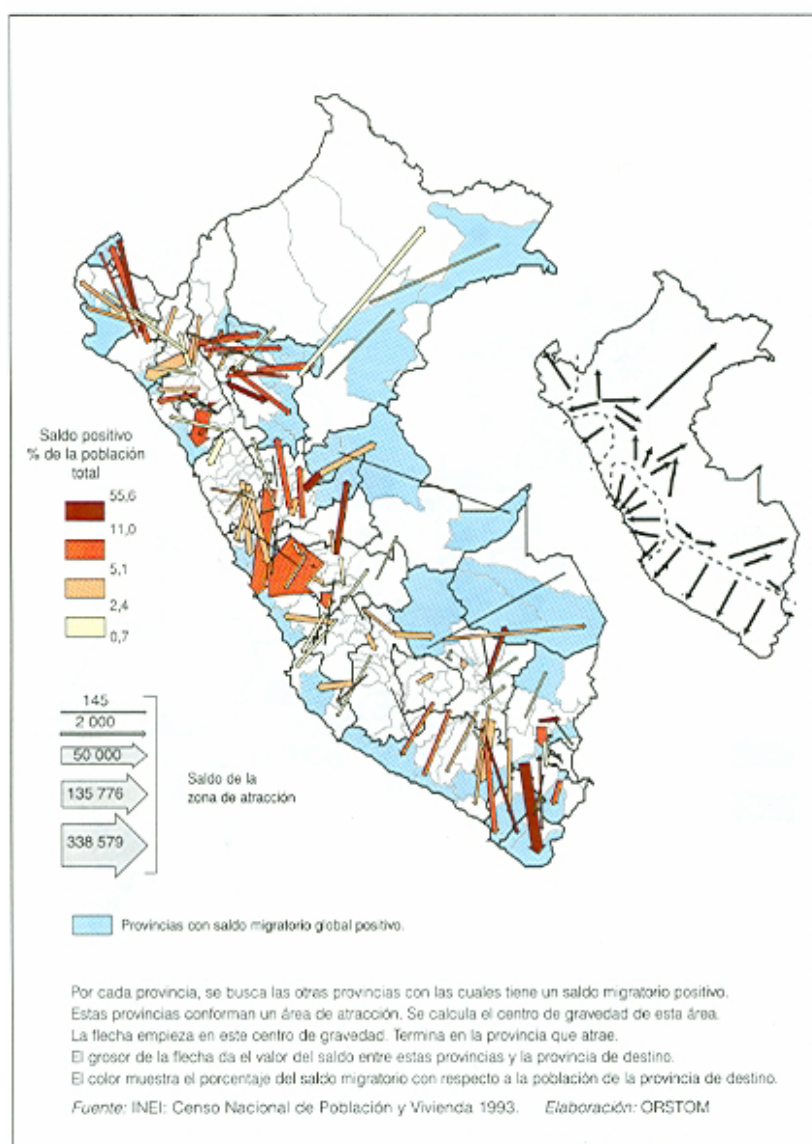 Saldo positivo
% de la población
total
55,6
11,0
5,1
2,4
0,7
145
2 000
50 000
135 776
338 579
Saldo de la
zona de atracción
Provincias con saldo migratorio global positivo.
Por cada provincia, se busca las otras provincias con las cuales tiene un saldo migratorio positivo.
Estas provincias conforman un área de atracción. Se calcula el centro de gravedad de esta área.
La flecha empieza en este centro de gravedad. Termina en la provincia que atrae.
El grosor de la flecha da el valor del saldo entre estas provincias y la provincia de destino.
El color muestra el porcentaje del saldo migratorio con respecto a la población de la provincia de destino.
Fuente: INEI: Censo Nacional de Población y Vivienda 1993. Elaboración: ORSTOM